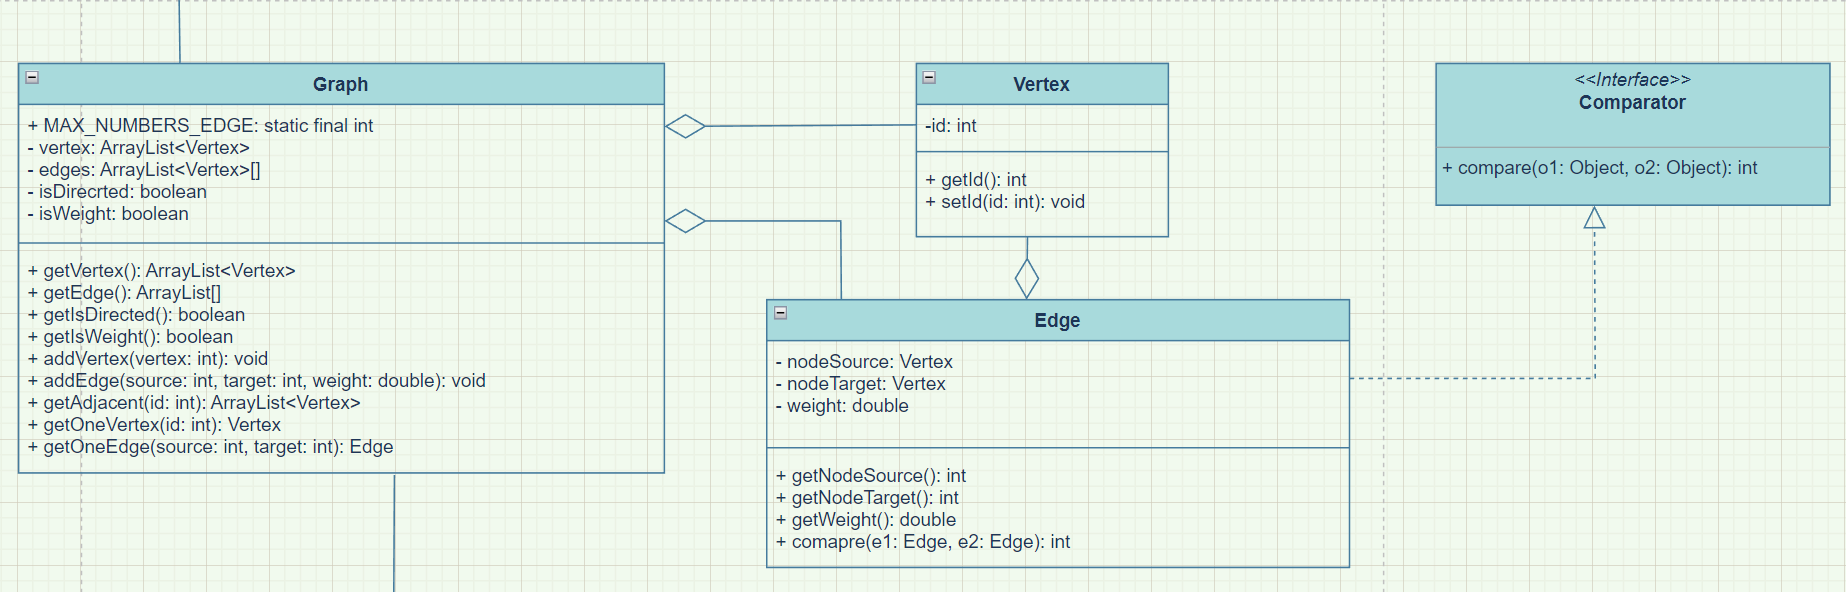 Graph
+ MAX_NUMBERS_EDGE: static final int
- vertex: ArrayList<Vertex>
- edges: ArrayList<Vertex>[]
- isDirecrted: boolean
- isWeight: boolean
+ getVertex(): ArrayList<Vertex>
+ getEdge(): ArrayList[]
+ getIsDirected(): boolean
+ getIsWeight(): boolean
+ addVertex(vertex: int): void
+ addEdge(source: int, target: int, weight: double): void
+ getAdjacent(id: int): ArrayList<Vertex>
+ getOneVertex(id: int): Vertex
+ getOneEdge(source: int, target: int): Edge
Vertex
-id: int
+ getId(): int
+ setId(id: int): void
Edge
- nodeSource: Vertex
- nodeTarget: Vertex
- weight: double
+ getNodeSource(): int
+ getNodeTarget(): int
+ getWeight(): double
+ comapre(e1: Edge, e2: Edge): int
<<Interface>>
Comparator
+ compare(o1: Object, o2: Object): int